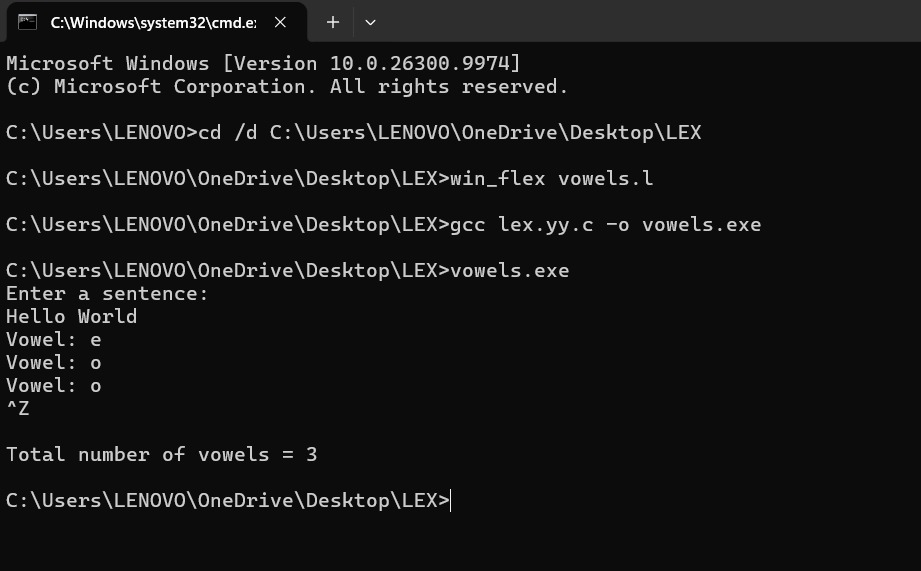 C:\Windows\system32\cmd.e
Microsoft Windows [Version 10.0.26300.9974]
(c) Microsoft Corporation. All rights reserved.
C:\Users\LENOVO>cd /d C:\Users\LENOVO\OneDrive\Desktop\LEX
C:\Users\LENOVO\OneDrive\Desktop\LEX>win_flex vowels.l
C:\Users\LENOVO\OneDrive\Desktop\LEX>gcc lex.yy.c -o vowels.exe
C:\Users\LENOVO\OneDrive\Desktop\LEX>vowels.exe
Enter a sentence:
Hello World
Vowel: e
Vowel: o
Vowel: o
^Z
Total number of vowels = 3
C:\Users\LENOVO\OneDrive\Desktop\LEX>